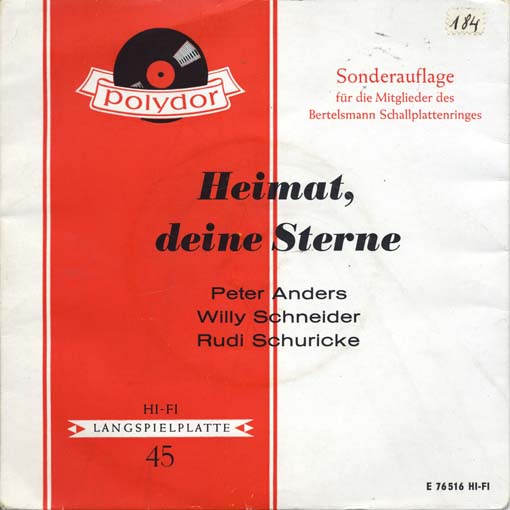 184
polydor
Sonderauflage
für die Mitglieder des
Bertelsmann Schallplattenringes
Heimat,
deine Sterne
Peter Anders
Willy Schneider
Rudi Schuricke
HI-FI
LANGSPIELPLATTE
45
E 76516 HI-FI